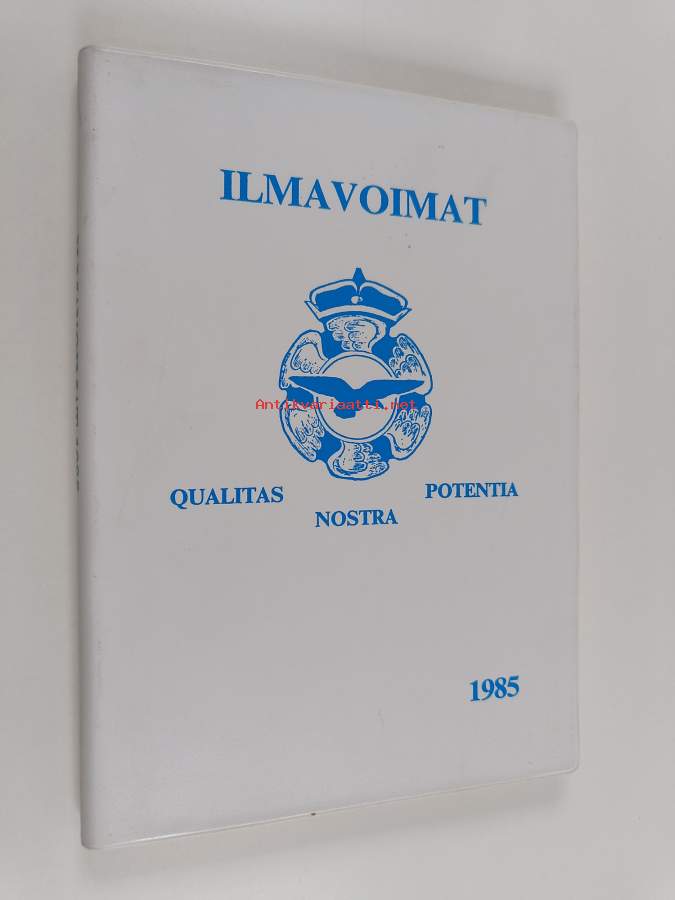 ILMAVOIMAT
Antikvariaatti.net
QUALITAS POTENTIA
NOSTRA
1985